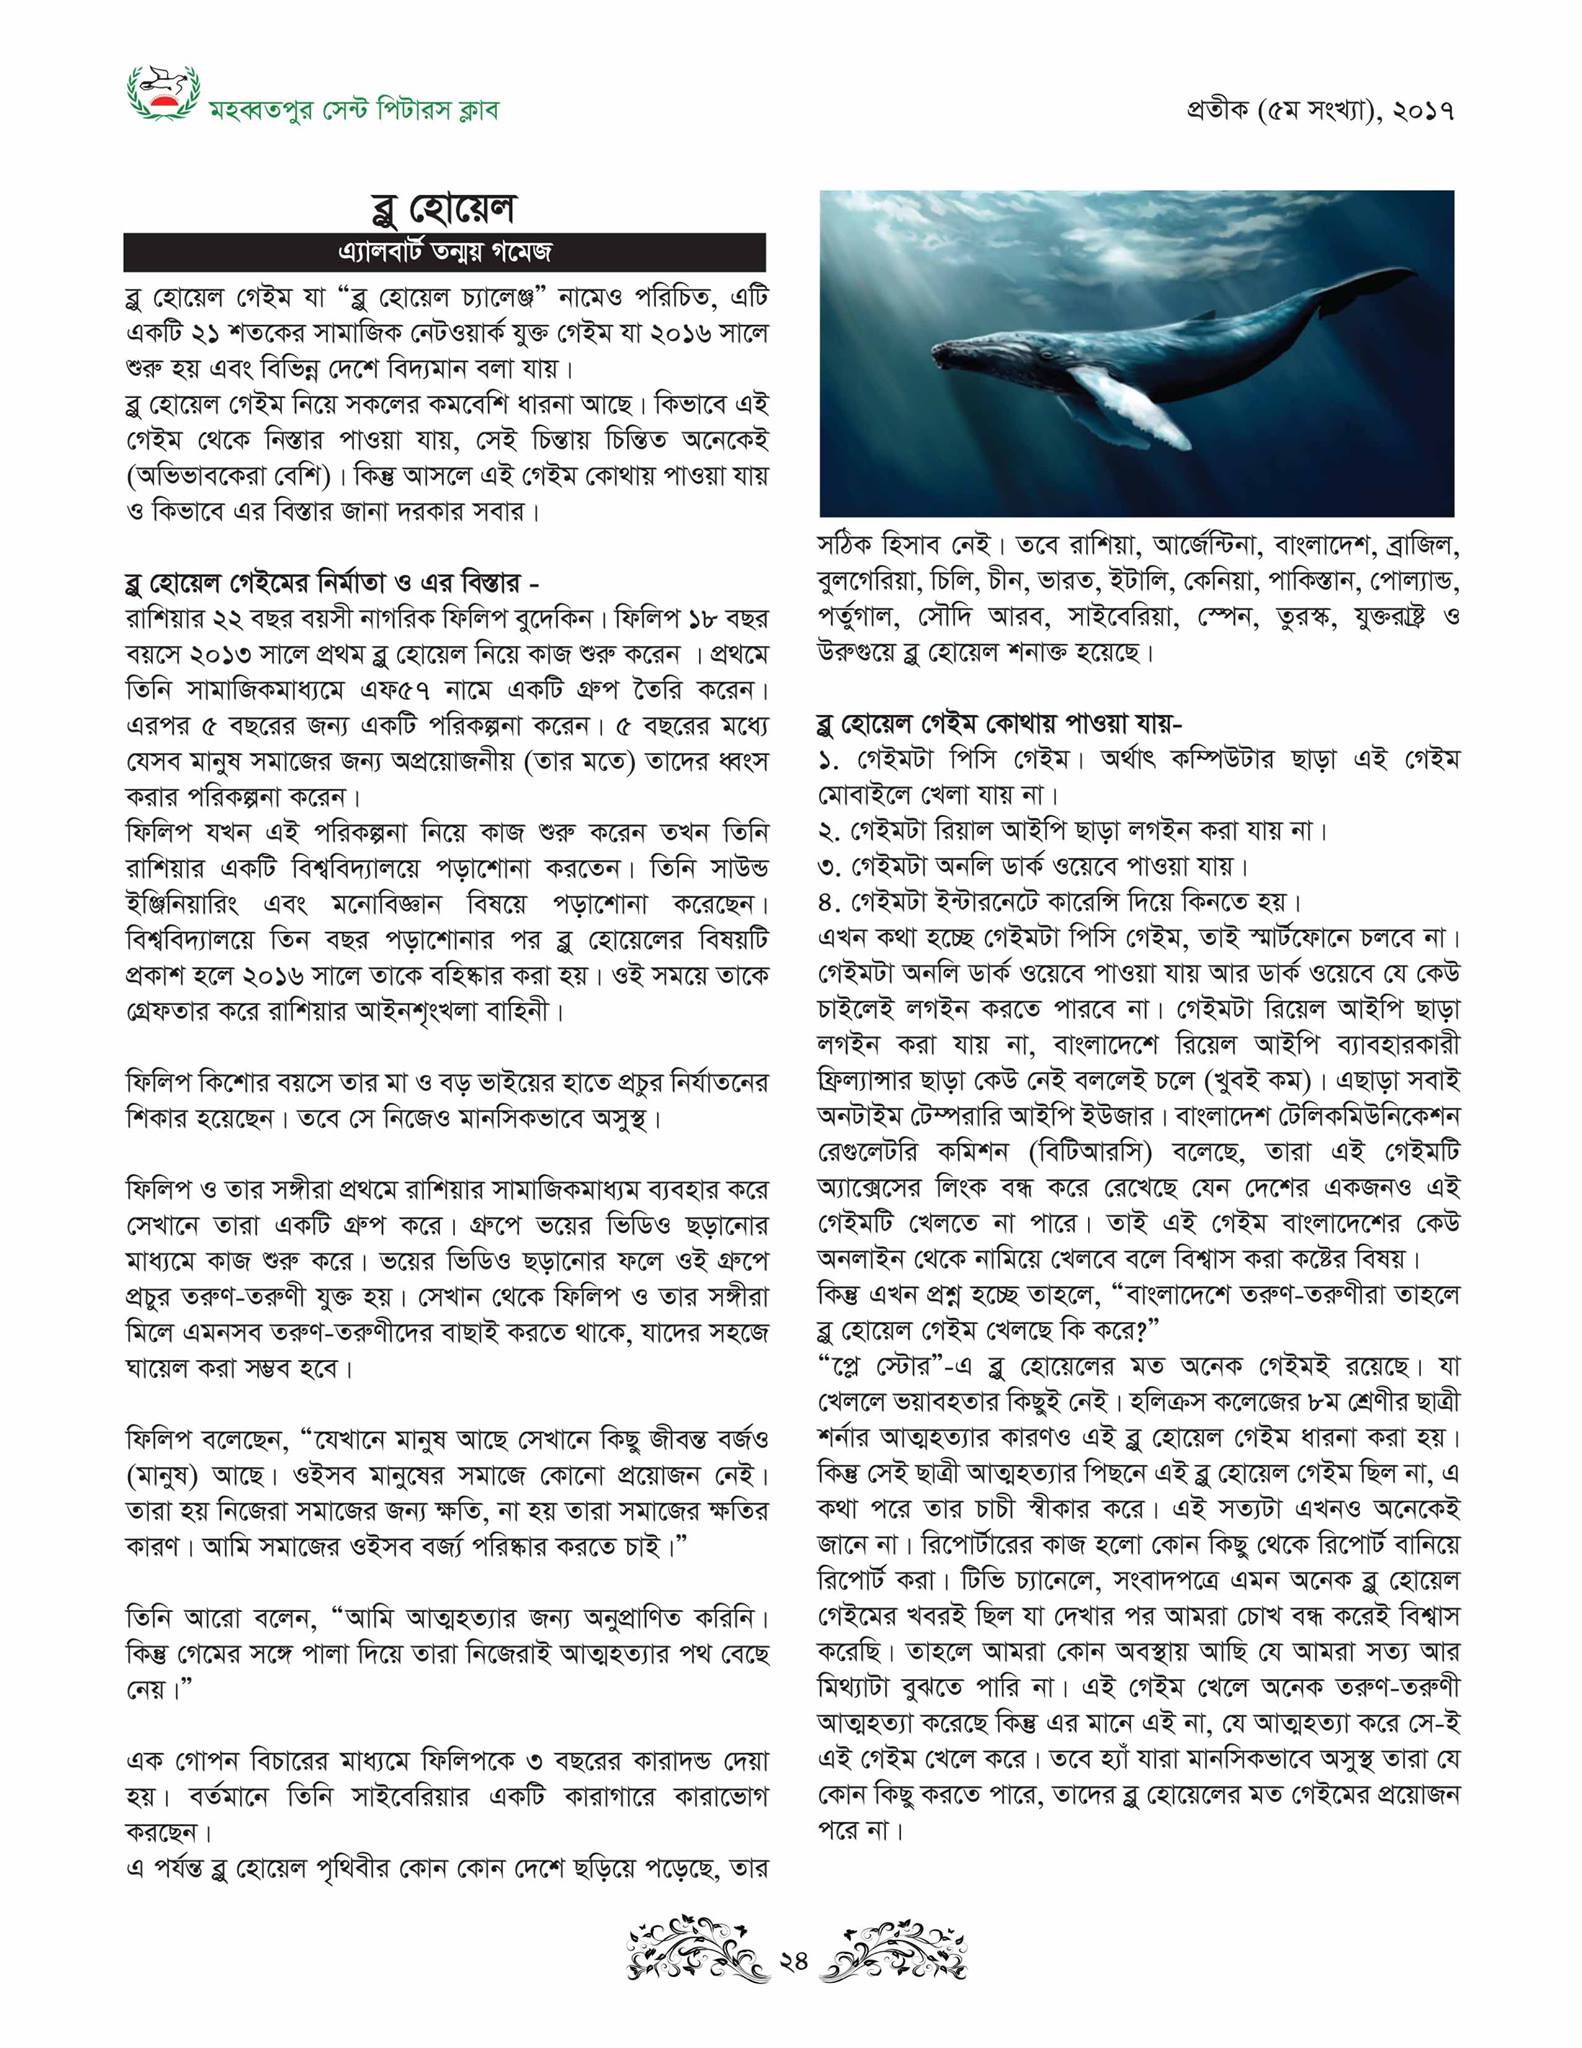 মহব্বতপুর সেন্ট পিটারস ক্লাব
প্রতীক (৫ম সংখ্যা), ২০১৭
ব্লু হোয়েল
এ্যালবার্ট তন্ময় গমেজ
ব্লু হোয়েল গেইম যা “ব্লু হোয়েল চ্যালেঞ্জ” নামেও পরিচিত, এটি
একটি ২১ শতকের সামাজিক নেটওয়ার্ক যুক্ত গেইম যা ২০১৬ সালে
শুরু হয় এবং বিভিন্ন দেশে বিদ্যমান বলা যায়।
ব্লু হোয়েল গেইম নিয়ে সকলের কমবেশি ধারনা আছে। কিভাবে এই
গেইম থেকে নিস্তার পাওয়া যায়, সেই চিন্তায় চিন্তিত অনেকেই
(অভিভাবকেরা বেশি)। কিন্তু আসলে এই গেইম কোথায় পাওয়া যায়
ও কিভাবে এর বিস্তার জানা দরকার সবার।
ব্লু হোয়েল গেইমের নির্মাতা ও এর বিস্তার -
রাশিয়ার ২২ বছর বয়সী নাগরিক ফিলিপ বুদেকিন। ফিলিপ ১৮ বছর
বয়সে ২০১৩ সালে প্রথম ব্লু হোয়েল নিয়ে কাজ শুরু করেন । প্রথমে
তিনি সামাজিকমাধ্যমে এফ৫৭ নামে একটি গ্রুপ তৈরি করেন।
এরপর ৫ বছরের জন্য একটি পরিকল্পনা করেন। ৫ বছরের মধ্যে
যেসব মানুষ সমাজের জন্য অপ্রয়োজনীয় (তার মতে) তাদের ধ্বংস
করার পরিকল্পনা করেন।
ফিলিপ যখন এই পরিকল্পনা নিয়ে কাজ শুরু করেন তখন তিনি
রাশিয়ার একটি বিশ্ববিদ্যালয়ে পড়াশোনা করতেন। তিনি সাউন্ড
ইঞ্জিনিয়ারিং এবং মনোবিজ্ঞান বিষয়ে পড়াশোনা করেছেন।
বিশ্ববিদ্যালয়ে তিন বছর পড়াশোনার পর ব্লু হোয়েলের বিষয়টি
প্রকাশ হলে ২০১৬ সালে তাকে বহিষ্কার করা হয়। ওই সময়ে তাকে
গ্রেফতার করে রাশিয়ার আইনশৃংখলা বাহিনী।
ফিলিপ কিশোর বয়সে তার মা ও বড় ভাইয়ের হাতে প্রচুর নির্যাতনের
শিকার হয়েছেন। তবে সে নিজেও মানসিকভাবে অসুস্থ।
ফিলিপ ও তার সঙ্গীরা প্রথমে রাশিয়ার সামাজিকমাধ্যম ব্যবহার করে
সেখানে তারা একটি গ্রুপ করে। গ্রুপে ভয়ের ভিডিও ছড়ানোর
মাধ্যমে কাজ শুরু করে। ভয়ের ভিডিও ছড়ানোর ফলে ওই গ্রুপে
প্রচুর তরুণ-তরুণী যুক্ত হয়। সেখান থেকে ফিলিপ ও তার সঙ্গীরা
মিলে এমনসব তরুণ-তরুণীদের বাছাই করতে থাকে, যাদের সহজে
ঘায়েল করা সম্ভব হবে।
ফিলিপ বলেছেন, “যেখানে মানুষ আছে সেখানে কিছু জীবন্ত বর্জও
(মানুষ) আছে। ওইসব মানুষের সমাজে কোনো প্রয়োজন নেই।
তারা হয় নিজেরা সমাজের জন্য ক্ষতি, না হয় তারা সমাজের ক্ষতির
কারণ। আমি সমাজের ওইসব বর্জ্য পরিষ্কার করতে চাই।”
তিনি আরো বলেন, “আমি আত্মহত্যার জন্য অনুপ্রাণিত করিনি।
কিন্তু গেমের সঙ্গে পালা দিয়ে তারা নিজেরাই আত্মহত্যার পথ বেছে
নেয়।”
এক গোপন বিচারের মাধ্যমে ফিলিপকে ৩ বছরের কারাদন্ড দেয়া
হয়। বর্তমানে তিনি সাইবেরিয়ার একটি কারাগারে কারাভোগ
করছেন।
এ পর্যন্ত ব্লু হোয়েল পৃথিবীর কোন কোন দেশে ছড়িয়ে পড়েছে, তার
সঠিক হিসাব নেই। তবে রাশিয়া, আর্জেন্টিনা, বাংলাদেশ, ব্রাজিল,
বুলগেরিয়া, চিলি, চীন, ভারত, ইটালি, কেনিয়া, পাকিস্তান, পোল্যান্ড,
পর্তুগাল, সৌদি আরব, সাইবেরিয়া, স্পেন, তুরস্ক, যুক্তরাষ্ট্র ও
উরুগুয়ে ব্লু হোয়েল শনাক্ত হয়েছে।
ব্লু হোয়েল গেইম কোথায় পাওয়া যায়-
১. গেইমটা পিসি গেইম। অর্থাৎ কম্পিউটার ছাড়া এই গেইম
মোবাইলে খেলা যায় না।
২. গেইমটা রিয়াল আইপি ছাড়া লগইন করা যায় না।
৩. গেইমটা অনলি ডার্ক ওয়েবে পাওয়া যায়।
৪. গেইমটা ইন্টারনেটে কারেন্সি দিয়ে কিনতে হয়।
এখন কথা হচ্ছে গেইমটা পিসি গেইম, তাই স্মার্টফোনে চলবে না।
গেইমটা অনলি ডার্ক ওয়েবে পাওয়া যায় আর ডার্ক ওয়েবে যে কেউ
চাইলেই লগইন করতে পারবে না। গেইমটা রিয়েল আইপি ছাড়া
লগইন করা যায় না, বাংলাদেশে রিয়েল আইপি ব্যাবহারকারী
ফ্রিল্যান্সার ছাড়া কেউ নেই বললেই চলে (খুবই কম)। এছাড়া সবাই
অনটাইম টেম্পরারি আইপি ইউজার। বাংলাদেশ টেলিকমিউনিকেশন
রেগুলেটরি কমিশন (বিটিআরসি) বলেছে, তারা এই গেইমটি
অ্যাক্সেসের লিংক বন্ধ করে রেখেছে যেন দেশের একজনও এই
গেইমটি খেলতে না পারে। তাই এই গেইম বাংলাদেশের কেউ
অনলাইন থেকে নামিয়ে খেলবে বলে বিশ্বাস করা কষ্টের বিষয়।
কিন্তু এখন প্রশ্ন হচ্ছে তাহলে, “বাংলাদেশে তরুণ-তরুণীরা তাহলে
ব্লু হোয়েল গেইম খেলছে কি করে?”
“প্লে স্টোর”-এ ব্লু হোয়েলের মত অনেক গেইমই রয়েছে। যা
খেললে ভয়াবহতার কিছুই নেই। হলিক্রস কলেজের ৮ম শ্রেণীর ছাত্রী
শর্নার আত্মহত্যার কারণও এই ব্লু হোয়েল গেইম ধারনা করা হয়।
কিন্তু সেই ছাত্রী আত্মহত্যার পিছনে এই ব্লু হোয়েল গেইম ছিল না, এ
কথা পরে তার চাচী স্বীকার করে। এই সত্যটা এখনও অনেকেই
জানে না। রিপোর্টারের কাজ হলো কোন কিছু থেকে রিপোর্ট বানিয়ে
রিপোর্ট করা। টিভি চ্যানেলে, সংবাদপত্রে এমন অনেক ব্লু হোয়েল
গেইমের খবরই ছিল যা দেখার পর আমরা চোখ বন্ধ করেই বিশ্বাস
করেছি। তাহলে আমরা কোন অবস্থায় আছি যে আমরা সত্য আর
মিথ্যাটা বুঝতে পারি না। এই গেইম খেলে অনেক তরুণ-তরুণী
আত্মহত্যা করেছে কিন্তু এর মানে এই না, যে আত্মহত্যা করে সে-ই
এই গেইম খেলে করে। তবে হ্যাঁ যারা মানসিকভাবে অসুস্থ তারা যে
কোন কিছু করতে পারে, তাদের ব্লু হোয়েলের মত গেইমের প্রয়োজন
পরে না।
২৪